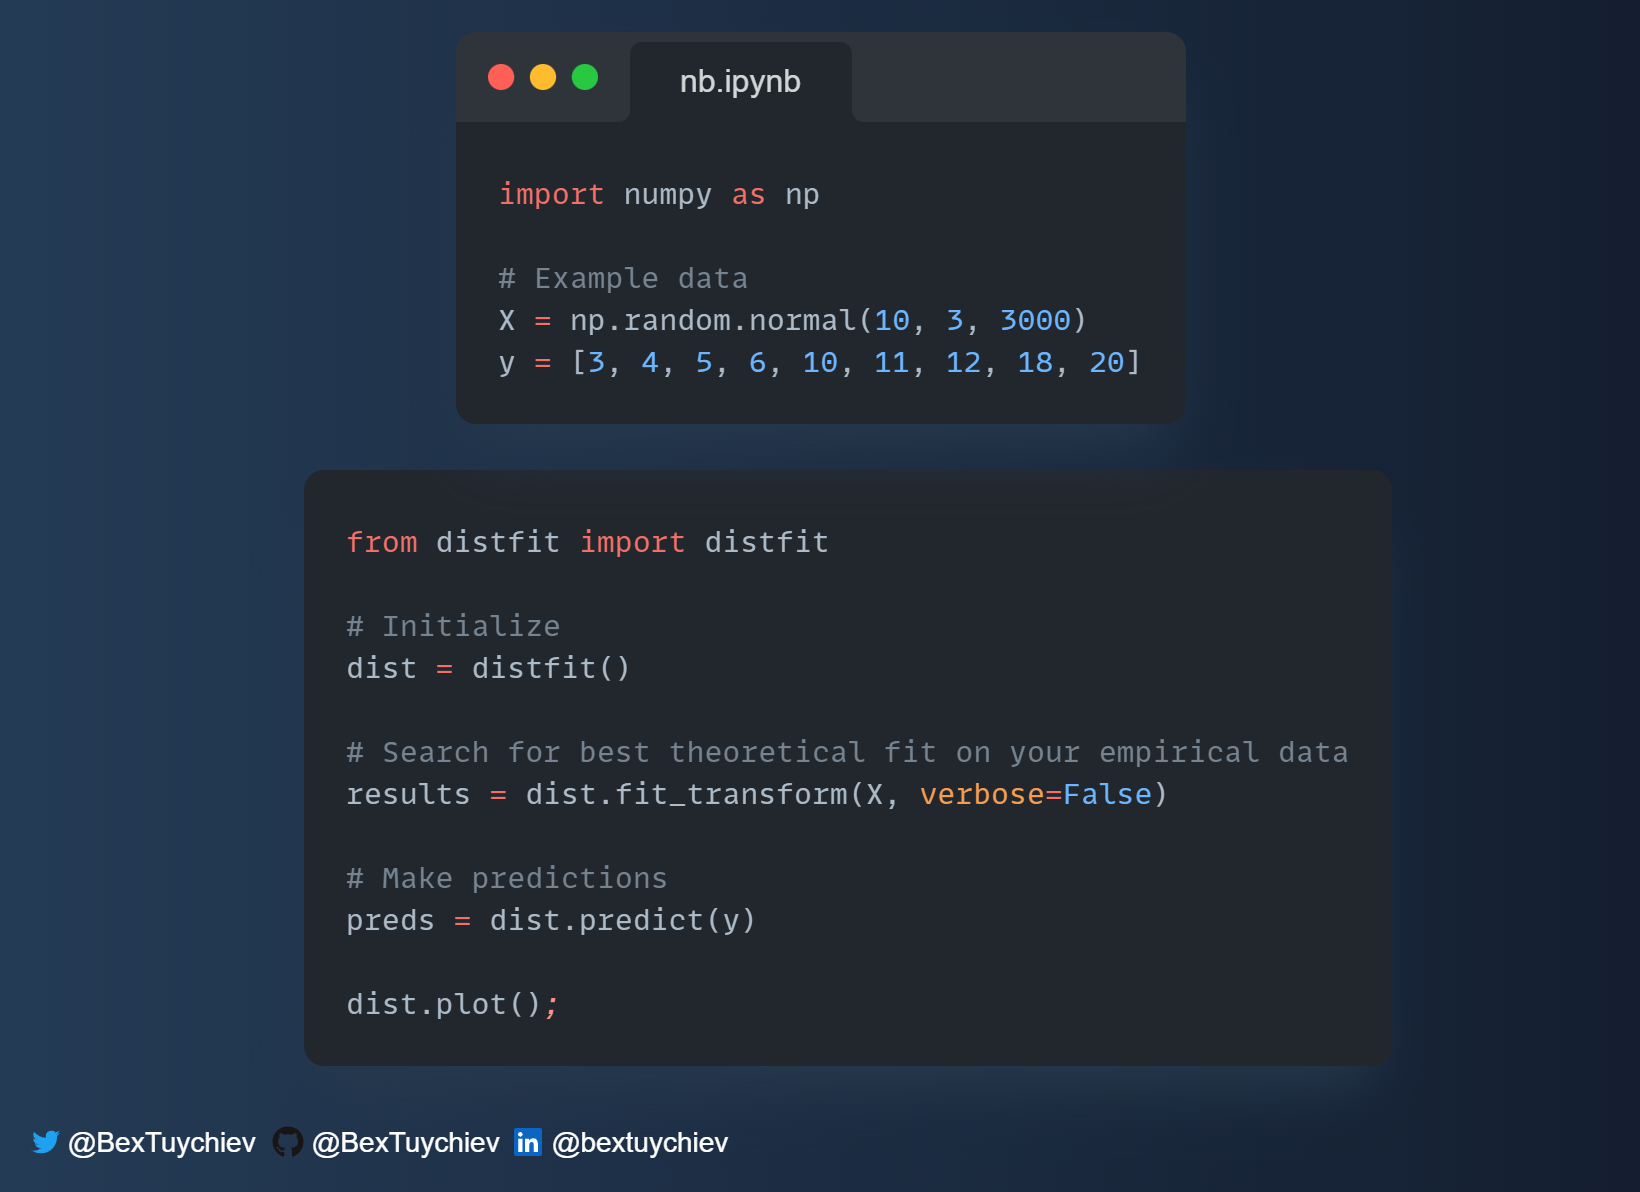 nb.ipynb
import numpy as np
# Example data
X = np.random.normal(10, 3, 3000)
y = [3, 4, 5, 6, 10, 11, 12, 18, 20]
from distfit import distfit
# Initialize
dist = distfit()
# Search for best theoretical fit on your empirical data
results = dist.fit_transform(X, verbose=False)
# Make predictions
preds = dist.predict(y)
dist.plot();
@BexTuychiev @BexTuychiev in @bextuychiev